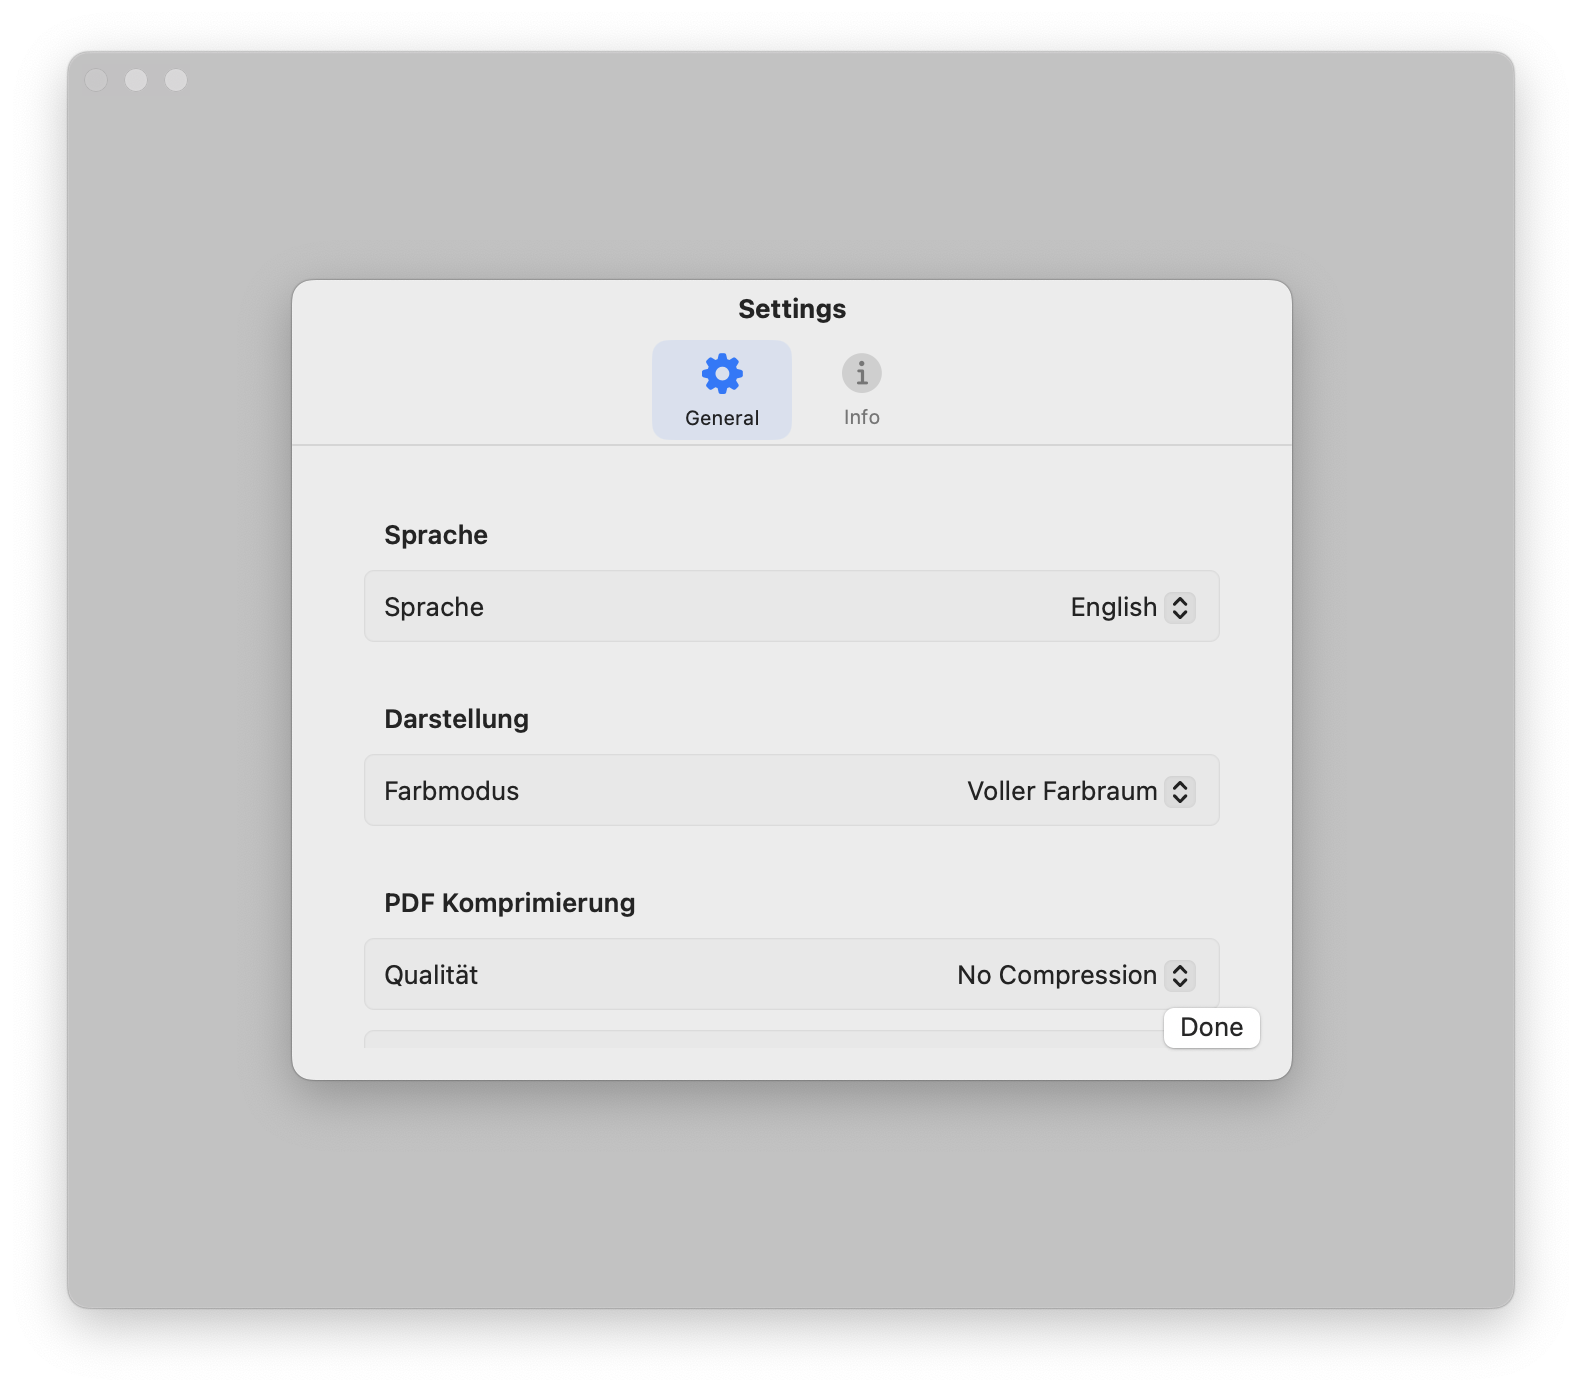 Settings
General
Info
Sprache
Sprache
English
Darstellung
Farbmodus
Voller Farbraum
PDF Komprimierung
Qualität
No Compression
Done